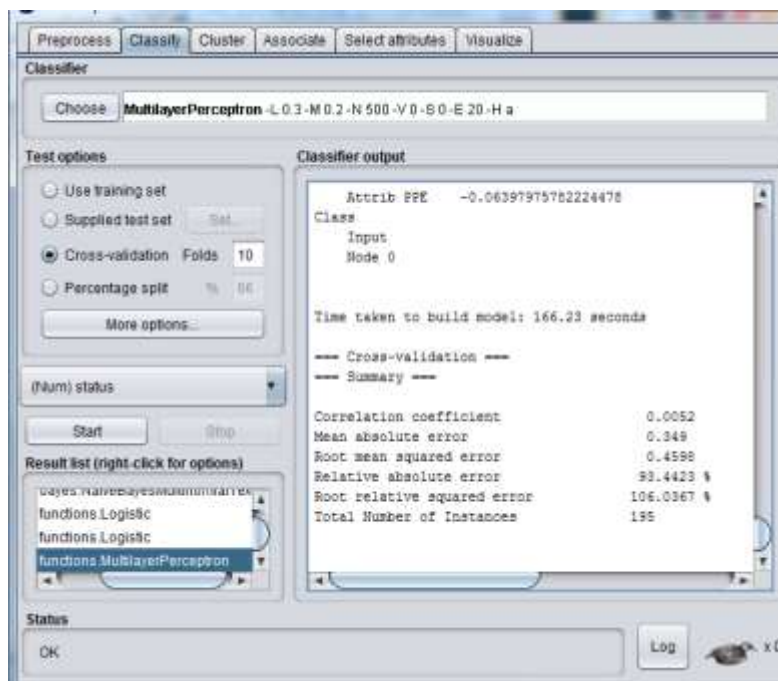 Preprocess Classify Cluster Associate Select attributes Visualize
Classifier
Choose MultilayerPerceptron -L 0.3 -M 0.2 -N 500 -V 0 -S 0 -E 20 -H a
Test options
Use training set
Supplied test set Set...
Cross-validation Folds 10
Percentage split % 66
More options...
(Num) status
Start Stop
Result list (right-click for options)
functions.Logistic
functions.Logistic
functions.MultilayerPerceptron
Classifier output
Attrib PPE -0.06397975782224478
Class
Input
Node 0
Time taken to build model: 166.23 seconds
=== Cross-validation ===
=== Summary ===
Correlation coefficient 0.0052
Mean absolute error 0.349
Root mean squared error 0.4598
Relative absolute error 93.4423 %
Root relative squared error 106.0367 %
Total Number of Instances 195
Status
OK
Log
x 0